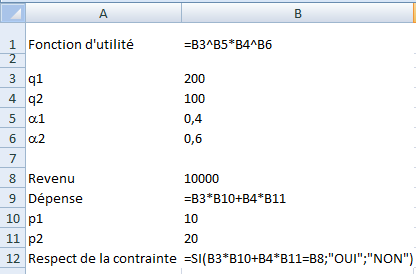 A B
1 Fonction d'utilité =B3^B5*B4^B6
2
3 q1 200
4 q2 100
5 α1 0,4
6 α2 0,6
7
8 Revenu 10000
9 Dépense =B3*B10+B4*B11
10 p1 10
11 p2 20
12 Respect de la contrainte =SI(B3*B10+B4*B11=B8;"OUI";"NON")